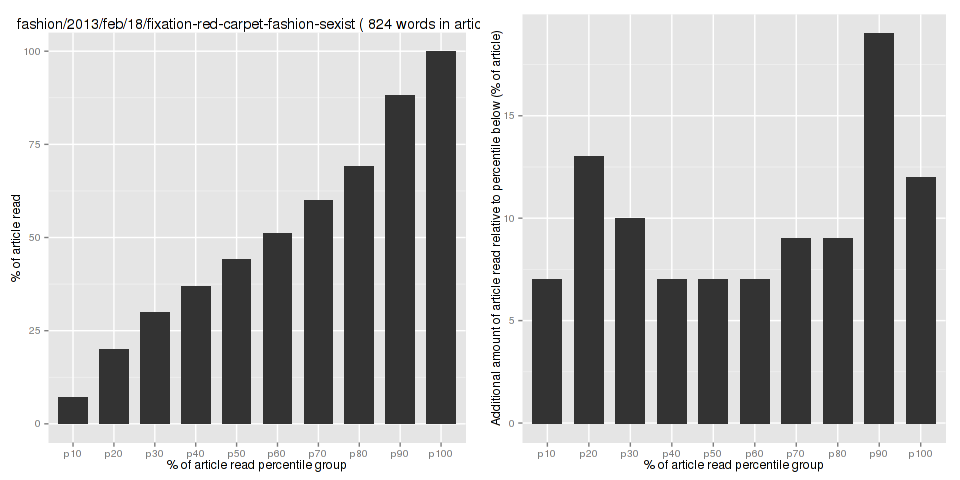 fashion/2013/feb/18/fixation-red-carpet-fashion-sexist ( 824 words in artic
100
75
50
25
0
% of article read
p10 p20 p30 p40 p50 p60 p70 p80 p90 p100
% of article read percentile group
15
10
5
0
Additional amount of article read relative to percentile below (% of article)
p10 p20 p30 p40 p50 p60 p70 p80 p90 p100
% of article read percentile group